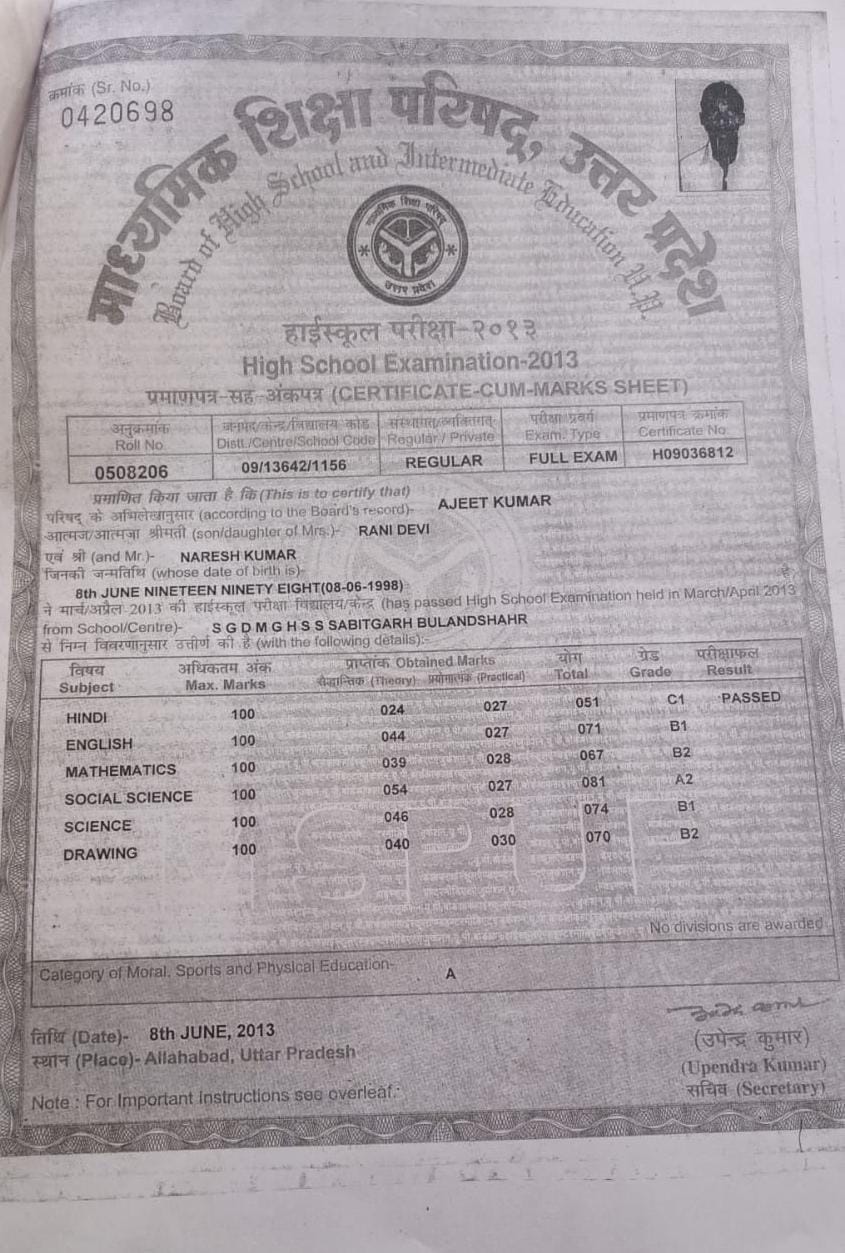 क्रमांक (Sr. No.)
0420698
माध्यमिक शिक्षा परिषद्, उत्तर प्रदेश
Board of High School and Intermediate Education U.P.
माध्यमिक शिक्षा परिषद्
उत्तर प्रदेश
हाईस्कूल परीक्षा-२०१३
High School Examination-2013
प्रमाणपत्र-सह-अंकपत्र (CERTIFICATE-CUM-MARKS SHEET)
अनुक्रमांक जनपद/केन्द्र/विद्यालय कोड संस्थागत/व्यक्तिगत परीक्षा प्रवर्ग प्रमाणपत्र क्रमांक
Roll No. Distt./Centre/School Code Regular / Private Exam. Type Certificate No.
0508206 09/13642/1156 REGULAR FULL EXAM H09036812
प्रमाणित किया जाता है कि (This is to certify that)
परिषद् के अभिलेखानुसार (according to the Board's record)- AJEET KUMAR
आत्मज/आत्मजा श्रीमती (son/daughter of Mrs.)- RANI DEVI
एवं श्री (and Mr.)- NARESH KUMAR
जिनकी जन्मतिथि (whose date of birth is)-
8th JUNE NINETEEN NINETY EIGHT(08-06-1998) है
ने मार्च/अप्रैल 2013 की हाईस्कूल परीक्षा विद्यालय/केन्द्र (has passed High School Examination held in March/April 2013
from School/Centre)- S G D M G H S S SABITGARH BULANDSHAHR
से निम्न विवरणानुसार उत्तीर्ण की है (with the following details):-
विषय अधिकतम अंक प्राप्तांक Obtained Marks योग ग्रेड परीक्षाफल
Subject Max. Marks सैद्धान्तिक (Theory) प्रयोगात्मक (Practical) Total Grade Result
HINDI 100 024 027 051 C1 PASSED
ENGLISH 100 044 027 071 B1
MATHEMATICS 100 039 028 067 B2
SOCIAL SCIENCE 100 054 027 081 A2
SCIENCE 100 046 028 074 B1
DRAWING 100 040 030 070 B2
No divisions are awarded
Category of Moral, Sports and Physical Education- A
तिथि (Date)- 8th JUNE, 2013
स्थान (Place)- Allahabad, Uttar Pradesh
(उपेन्द्र कुमार)
(Upendra Kumar)
सचिव (Secretary)
Note : For Important Instructions see overleaf.